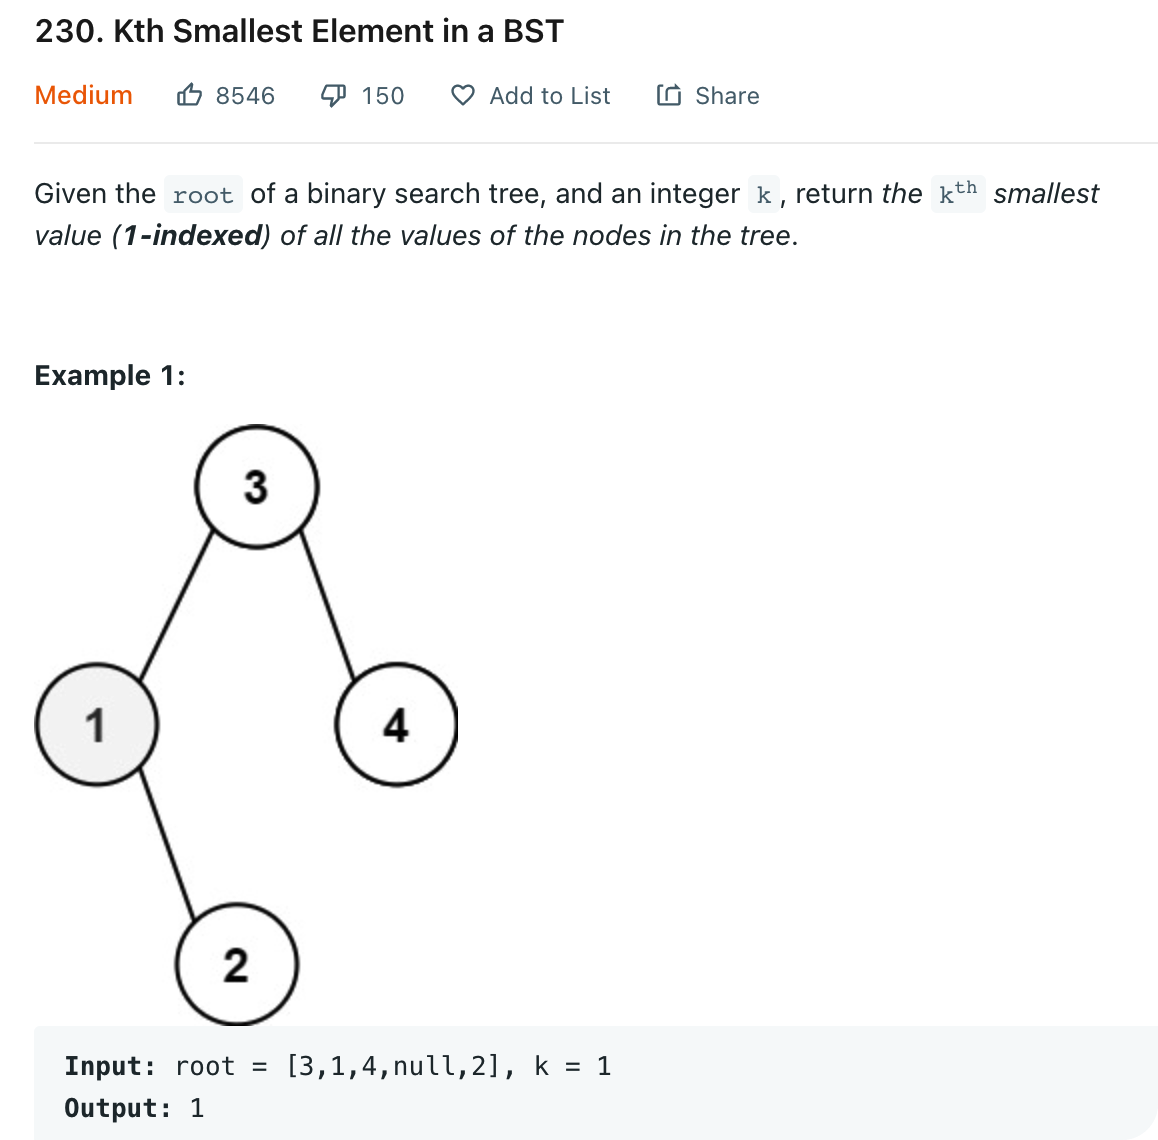 230. Kth Smallest Element in a BST
Medium 8546 150 Add to List Share
Given the root of a binary search tree, and an integer k, return the kth smallest
value (1-indexed) of all the values of the nodes in the tree.
Example 1:
3
1 4
2
Input: root = [3,1,4,null,2], k = 1
Output: 1